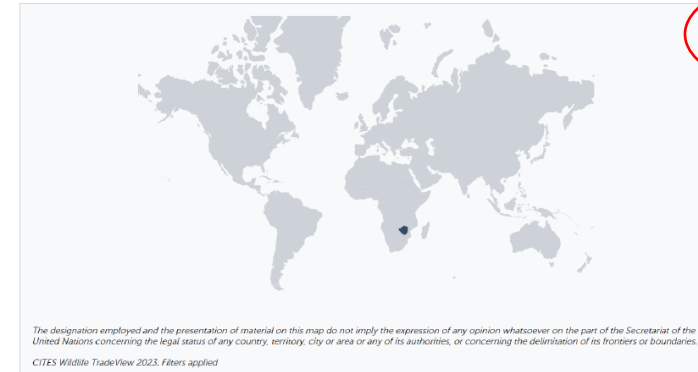 The designation employed and the presentation of material on this map do not imply the expression of any opinion whatsoever on the part of the Secretariat of the
United Nations concerning the legal status of any country, territory, city or area or any of its authorities, or concerning the delimitation of its frontiers or boundaries.
CITES Wildlife TradeView 2023. Filters applied